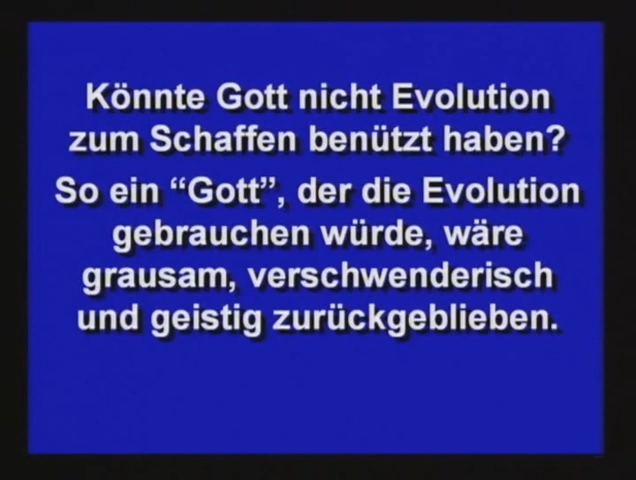 Könnte Gott nicht Evolution
zum Schaffen benützt haben?
So ein “Gott”, der die Evolution
gebrauchen würde, wäre
grausam, verschwenderisch
und geistig zurückgeblieben.